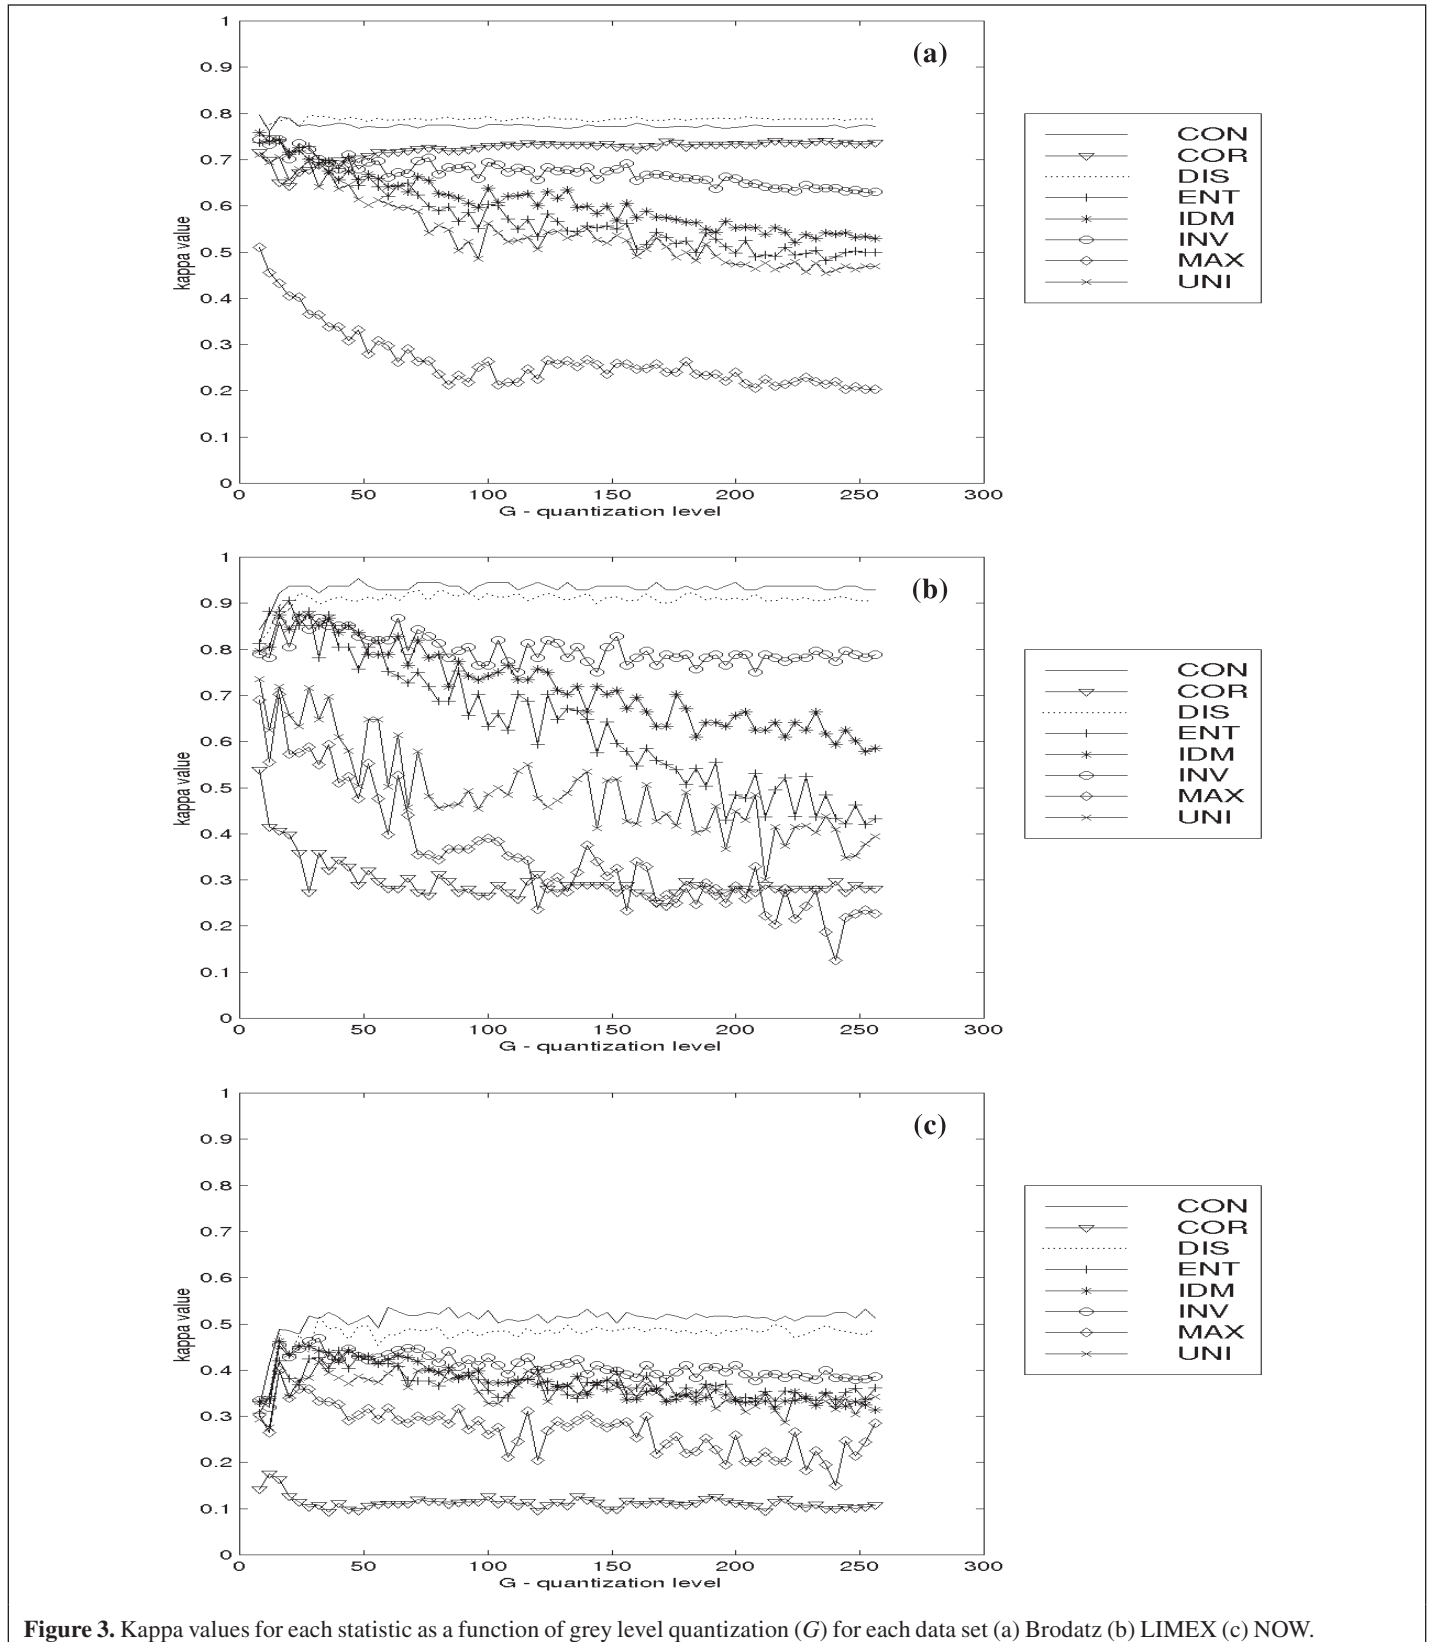 1
0.9
0.8
0.7
0.6
0.5
0.4
0.3
0.2
0.1
0
kappa value
(a)
0 50 100 150 200 250 300
G - quantization level
CON
COR
DIS
ENT
IDM
INV
MAX
UNI
1
0.9
0.8
0.7
0.6
0.5
0.4
0.3
0.2
0.1
0
kappa value
(b)
0 50 100 150 200 250 300
G - quantization level
CON
COR
DIS
ENT
IDM
INV
MAX
UNI
1
0.9
0.8
0.7
0.6
0.5
0.4
0.3
0.2
0.1
0
kappa value
(c)
0 50 100 150 200 250 300
G - quantization level
CON
COR
DIS
ENT
IDM
INV
MAX
UNI
Figure 3. Kappa values for each statistic as a function of grey level quantization (G) for each data set (a) Brodatz (b) LIMEX (c) NOW.